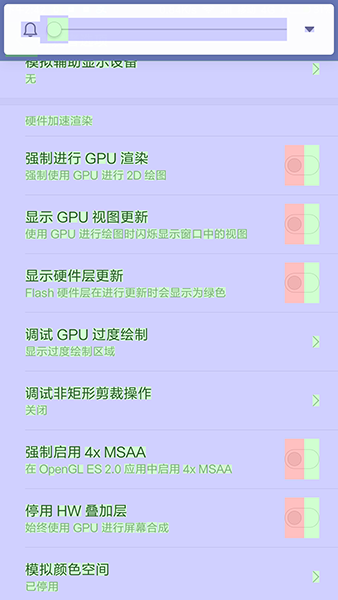 模拟辅助显示设备
无
硬件加速渲染
强制进行 GPU 渲染
强制使用 GPU 进行 2D 绘图
显示 GPU 视图更新
使用 GPU 进行绘图时闪烁显示窗口中的视图
显示硬件层更新
Flash 硬件层在进行更新时会显示为绿色
调试 GPU 过度绘制
显示过度绘制区域
调试非矩形剪裁操作
关闭
强制启用 4x MSAA
在 OpenGL ES 2.0 应用中启用 4x MSAA
停用 HW 叠加层
始终使用 GPU 进行屏幕合成
模拟颜色空间
已停用